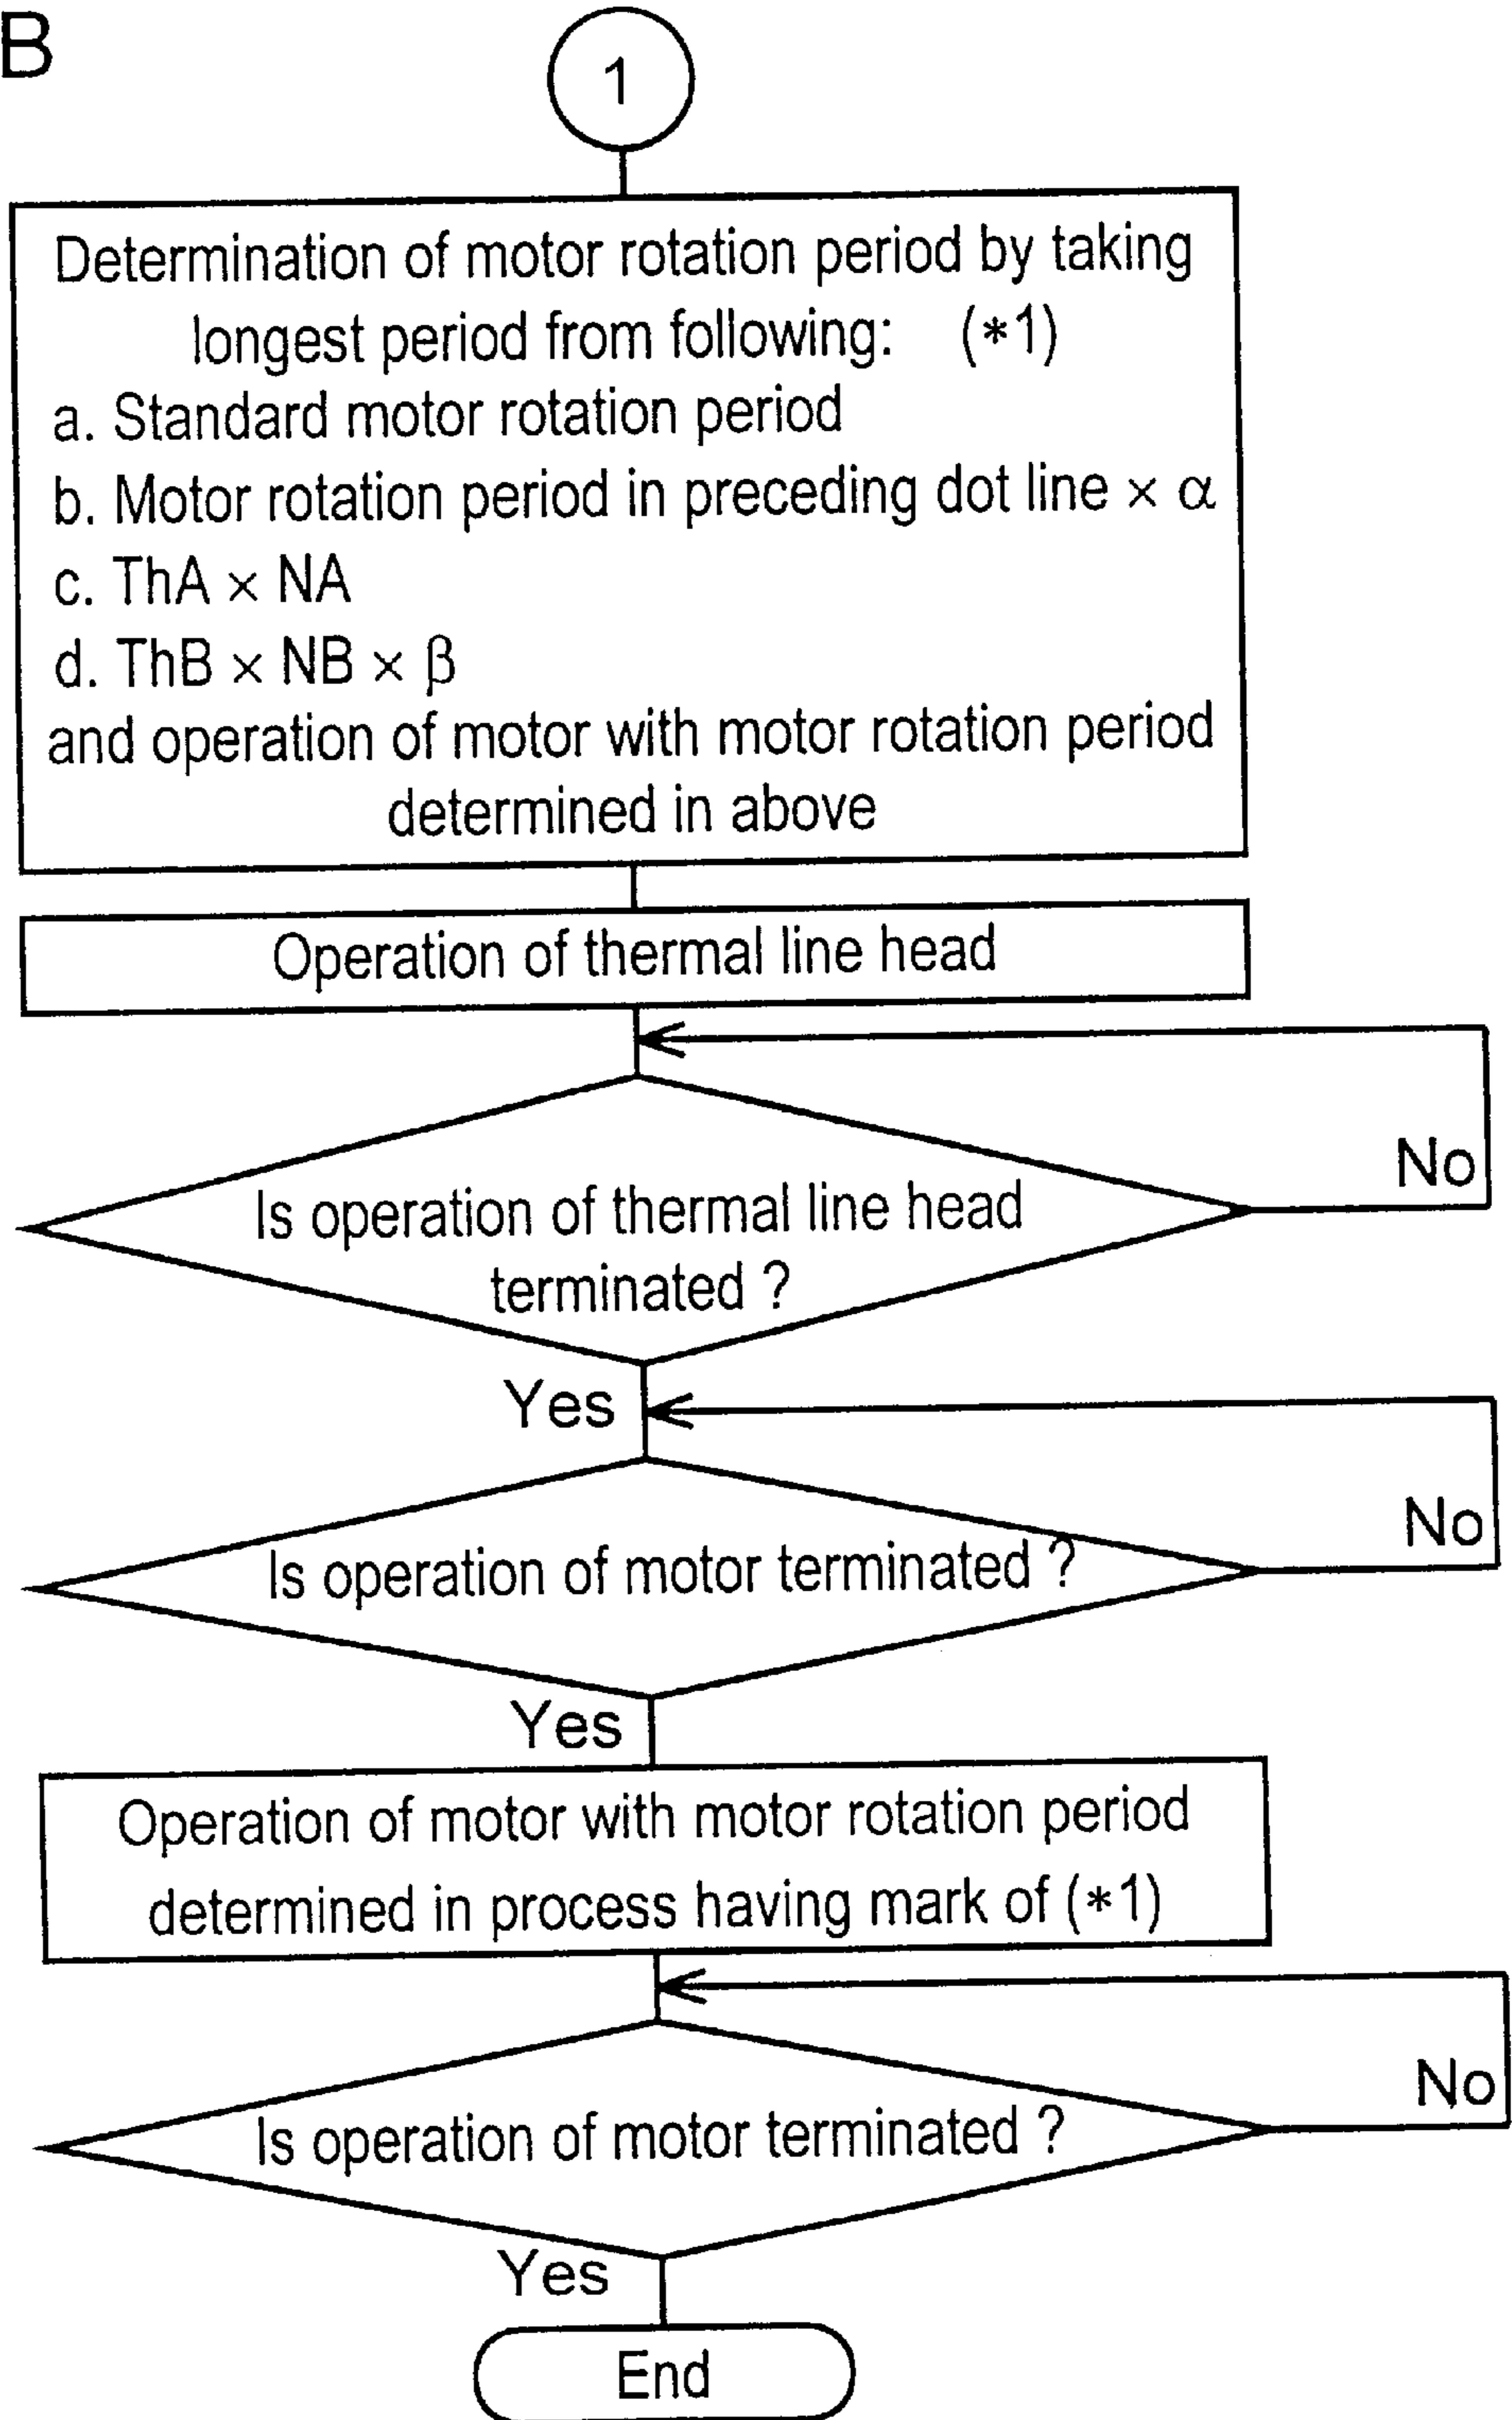 B
1
Determination of motor rotation period by taking
longest period from following: (*1)
a. Standard motor rotation period
b. Motor rotation period in preceding dot line × α
c. ThA × NA
d. ThB × NB × β
and operation of motor with motor rotation period
determined in above
Operation of thermal line head
No
Is operation of thermal line head
terminated ?
Yes
No
Is operation of motor terminated ?
Yes
Operation of motor with motor rotation period
determined in process having mark of (*1)
No
Is operation of motor terminated ?
Yes
End